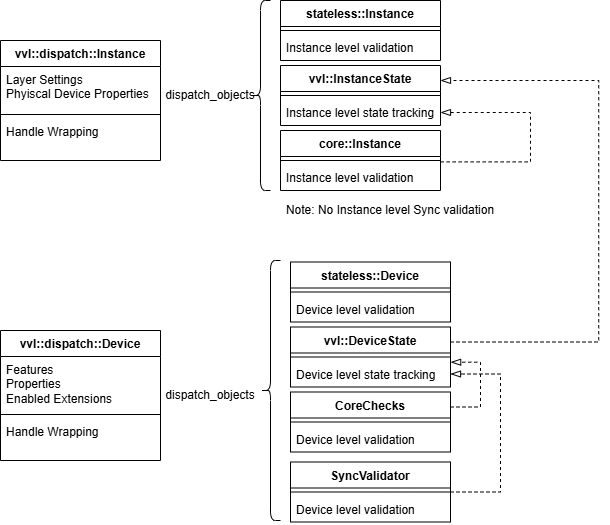 vvl::dispatch::Instance
Layer Settings
Phyiscal Device Properties
Handle Wrapping
dispatch_objects
stateless::Instance
Instance level validation
vvl::InstanceState
Instance level state tracking
core::Instance
Instance level validation
Note: No Instance level Sync validation
vvl::dispatch::Device
Features
Properties
Enabled Extensions
Handle Wrapping
dispatch_objects
stateless::Device
Device level validation
vvl::DeviceState
Device level state tracking
CoreChecks
Device level validation
SyncValidator
Device level validation